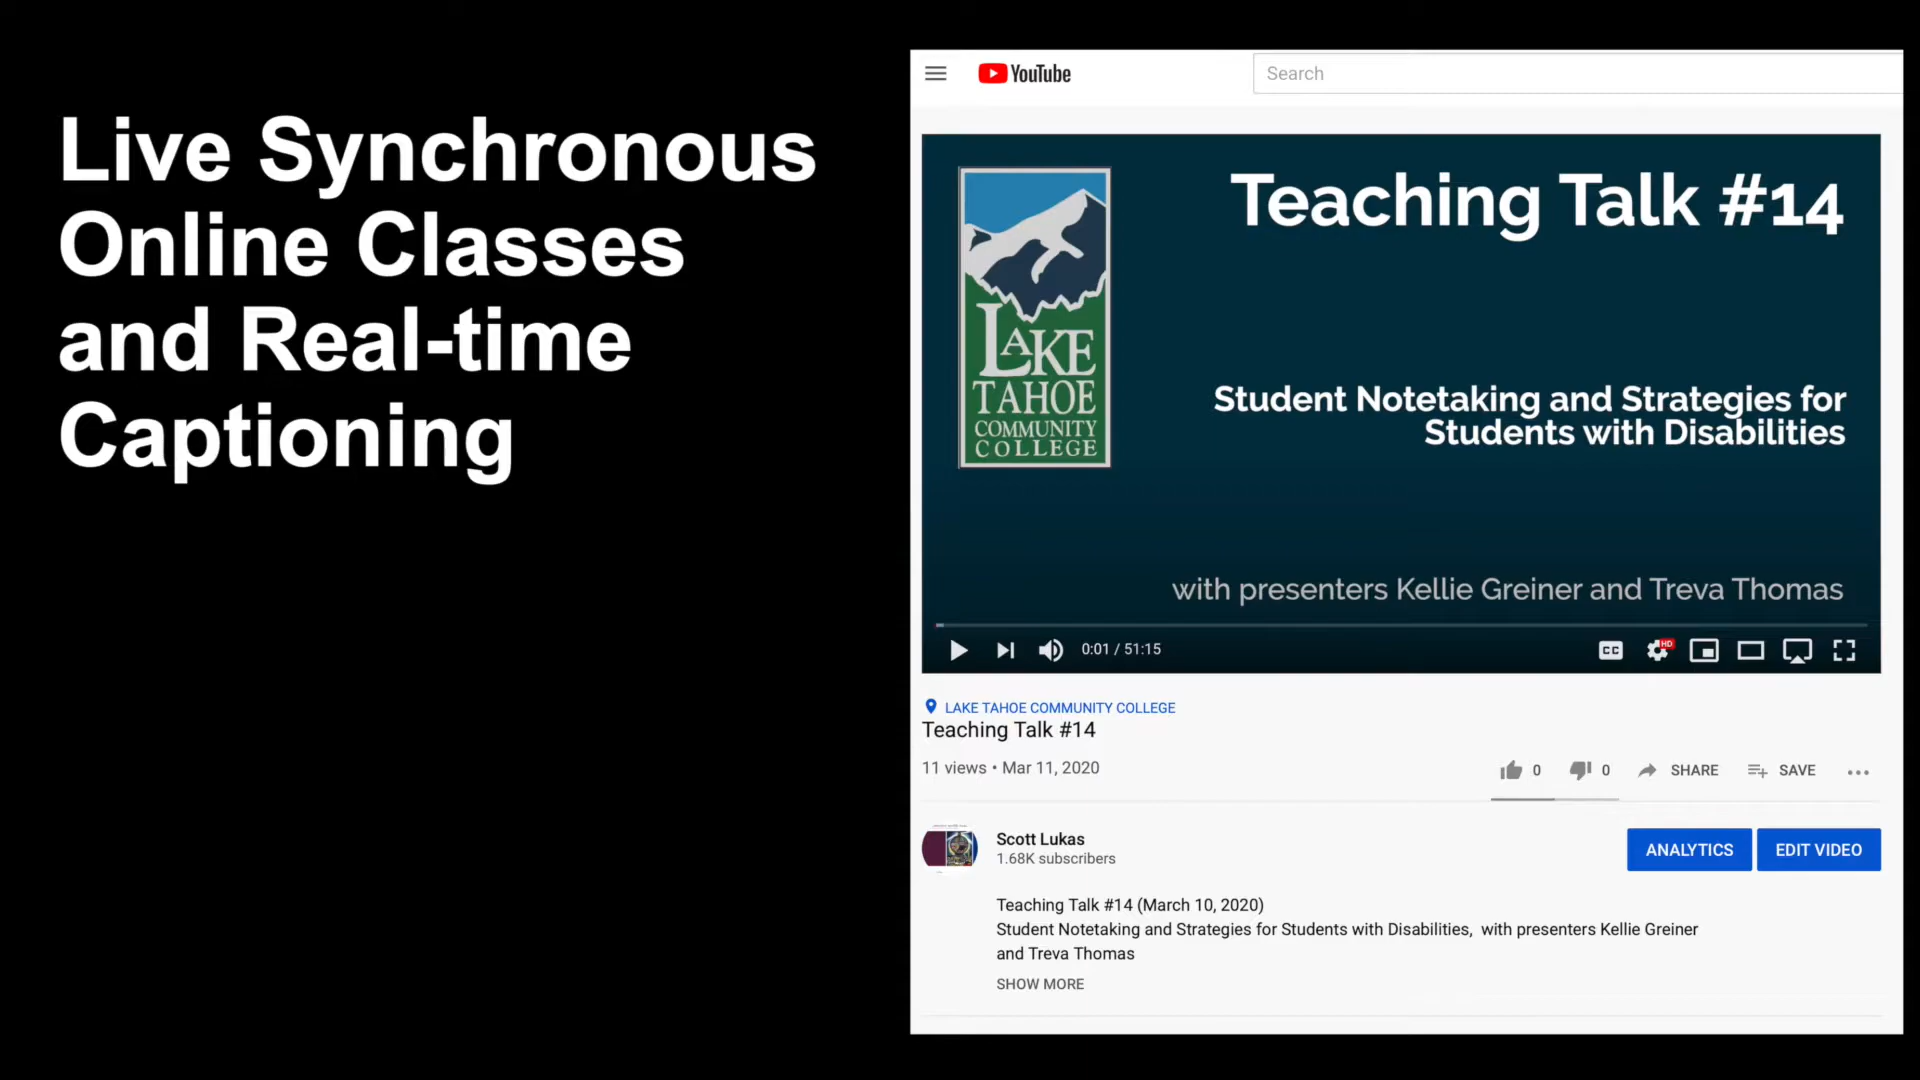 Live Synchronous
Online Classes
and Real-time
Captioning
YouTube
Search
Teaching Talk #14
LAKE
TAHOE
COMMUNITY
COLLEGE
Student Notetaking and Strategies for
Students with Disabilities
with presenters Kellie Greiner and Treva Thomas
0:01 / 51:15
CC
HD
LAKE TAHOE COMMUNITY COLLEGE
Teaching Talk #14
11 views • Mar 11, 2020
0
0
SHARE
SAVE
Scott Lukas
1.68K subscribers
ANALYTICS
EDIT VIDEO
Teaching Talk #14 (March 10, 2020)
Student Notetaking and Strategies for Students with Disabilities, with presenters Kellie Greiner
and Treva Thomas
SHOW MORE